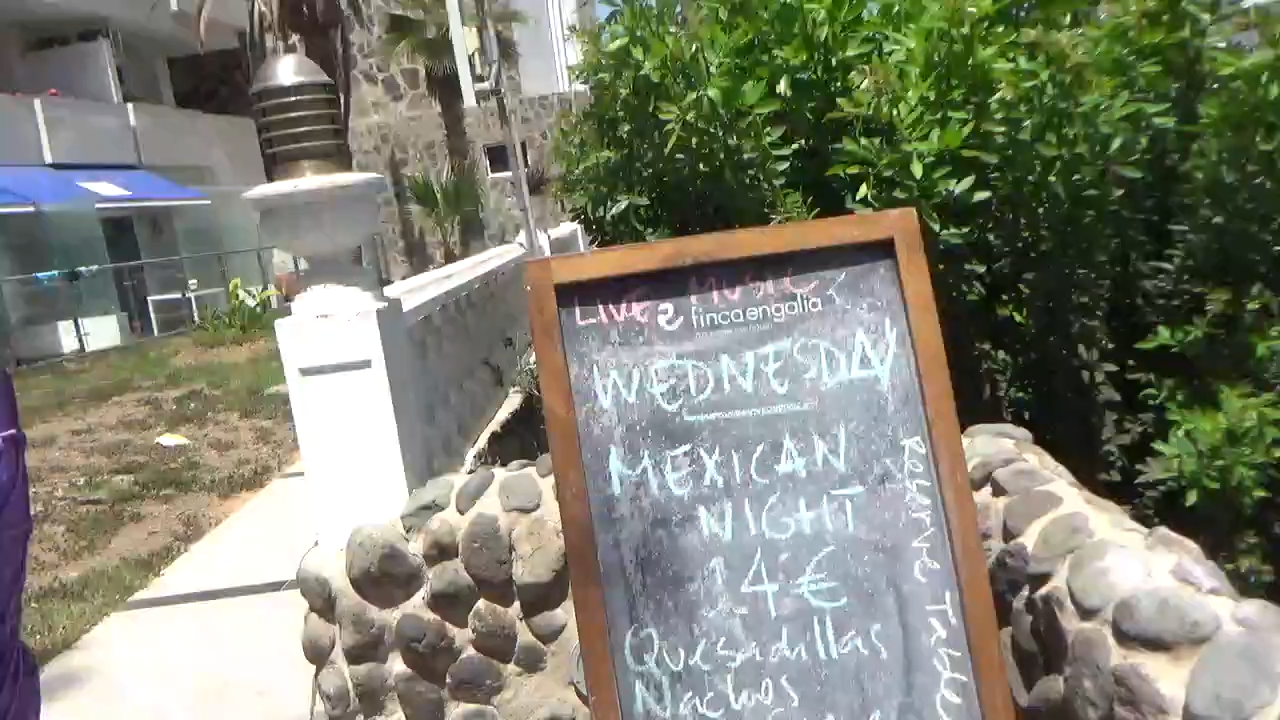 LIVE MUSIC
fincaengolia
WEDNESDAY
MEXICAN
NIGHT
14€
Quesadillas
Nachos
Reserve Table